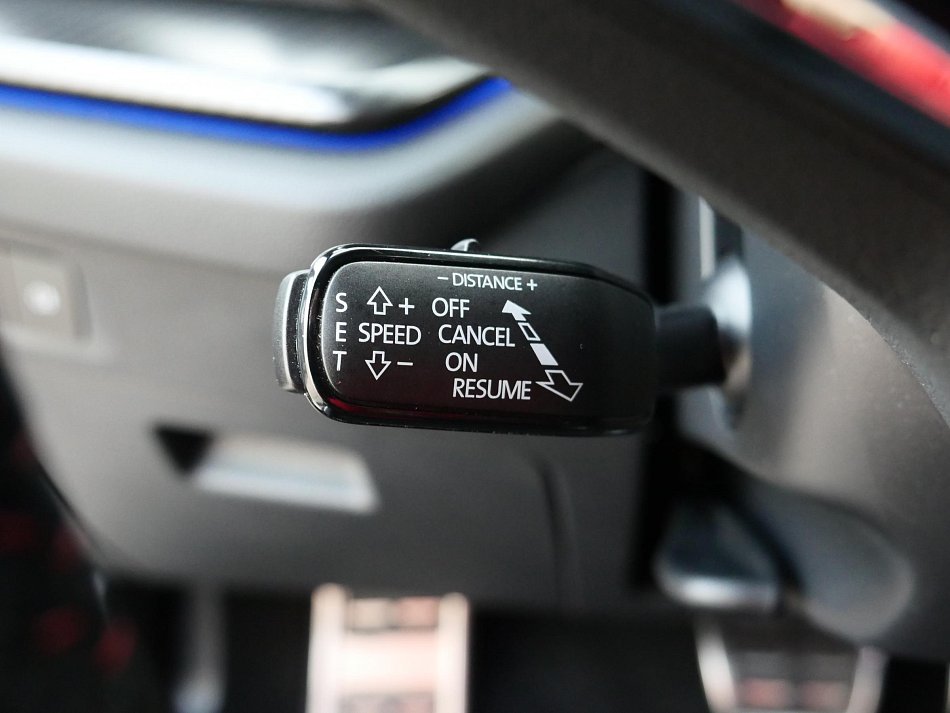 – DISTANCE +
S + OFF
E SPEED CANCEL
T – ON
RESUME